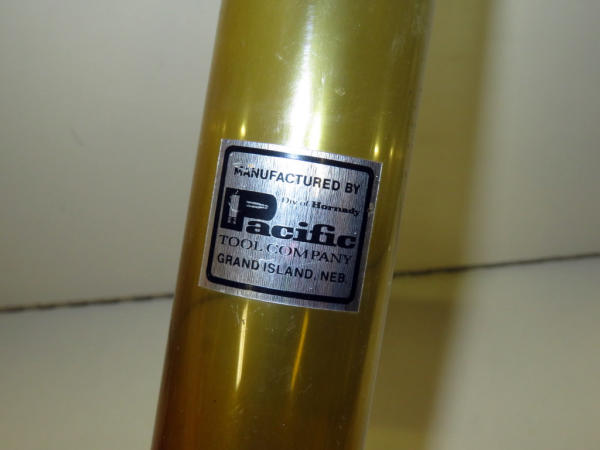 MANUFACTURED BY
Div. of Hornady
Pacific
TOOL COMPANY
GRAND ISLAND, NEB.